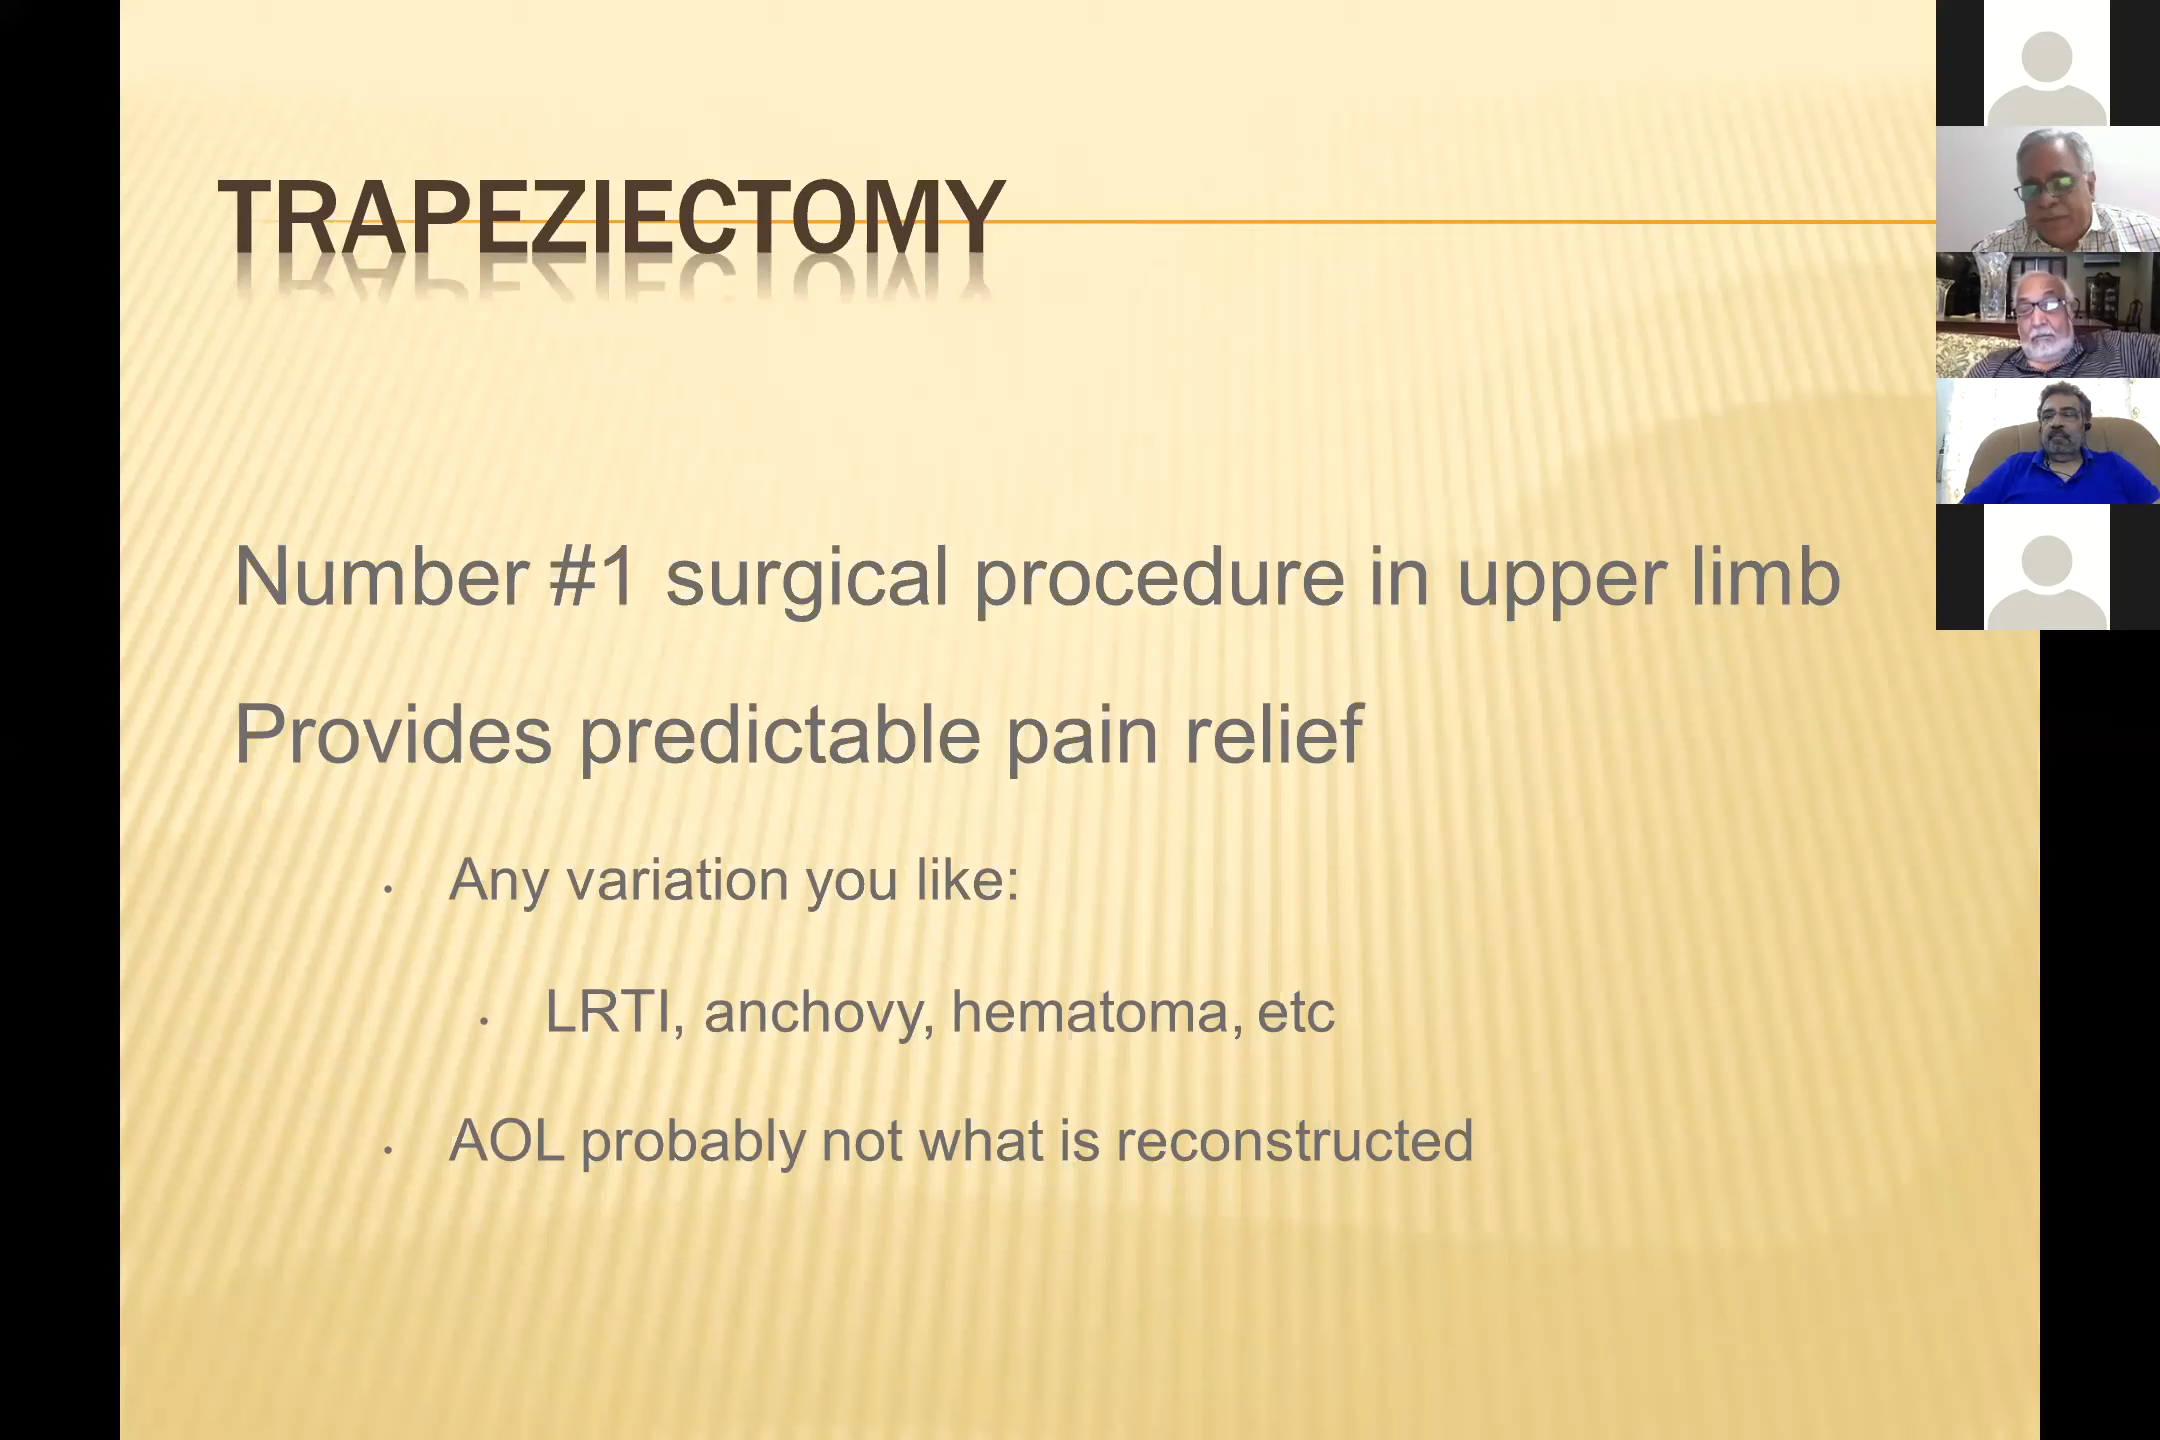 TRAPEZIECTOMY
Number #1 surgical procedure in upper limb
Provides predictable pain relief
• Any variation you like:
• LRTI, anchovy, hematoma, etc
• AOL probably not what is reconstructed